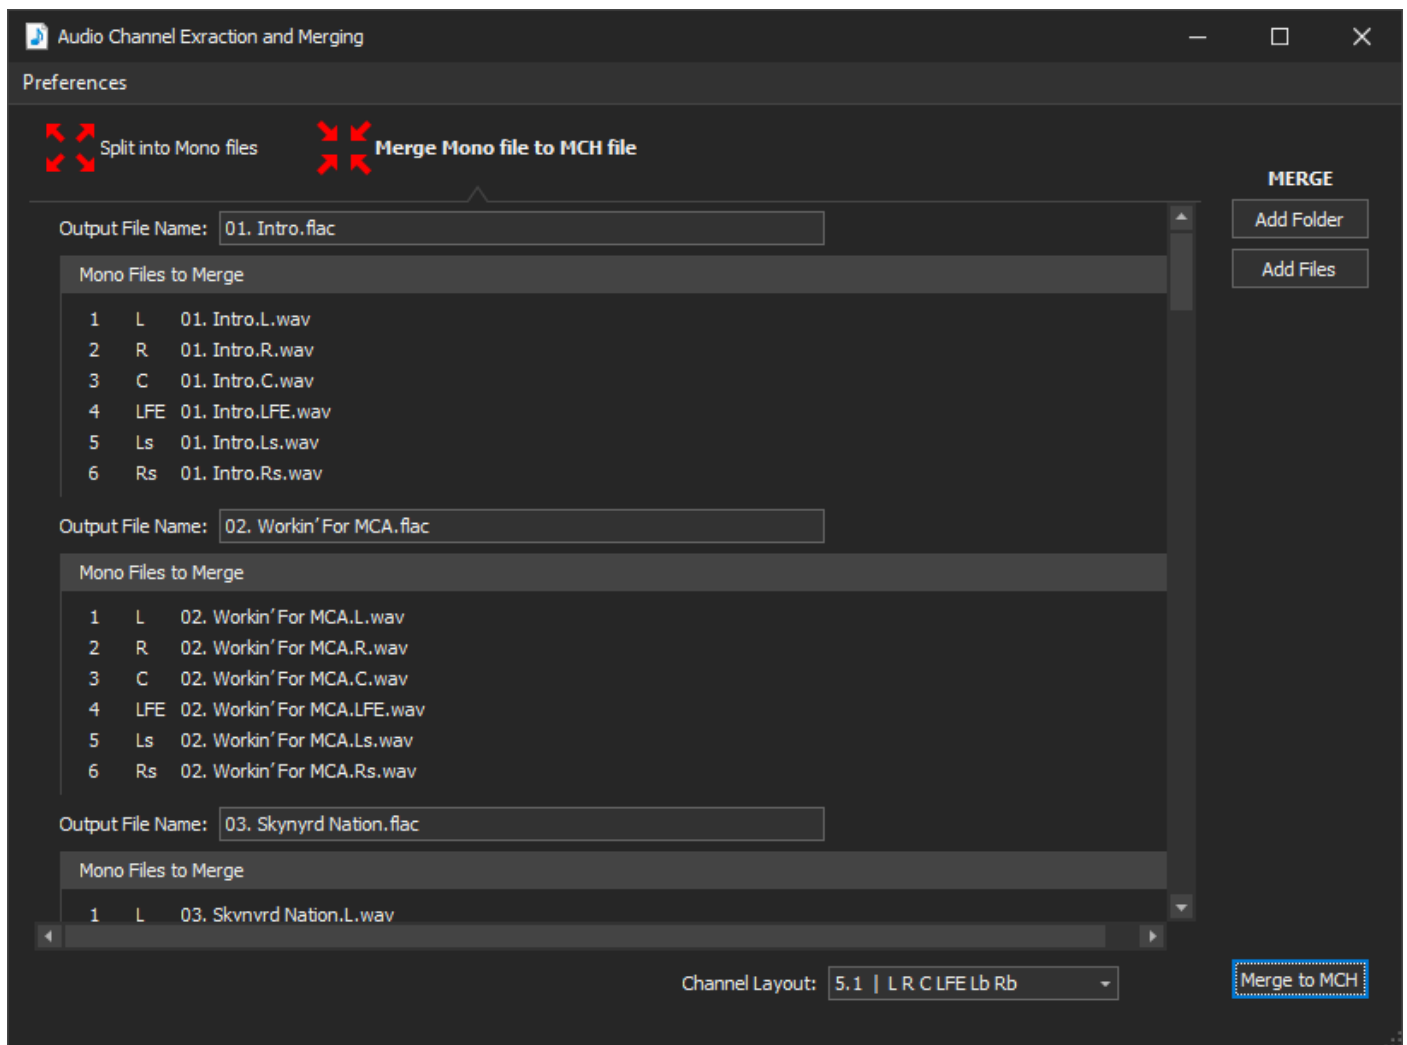 Audio Channel Exraction and Merging
Preferences
Split into Mono files
Merge Mono file to MCH file
MERGE
Add Folder
Add Files
Output File Name: 01. Intro.flac
Mono Files to Merge
1 L 01. Intro.L.wav
2 R 01. Intro.R.wav
3 C 01. Intro.C.wav
4 LFE 01. Intro.LFE.wav
5 Ls 01. Intro.Ls.wav
6 Rs 01. Intro.Rs.wav
Output File Name: 02. Workin’ For MCA.flac
Mono Files to Merge
1 L 02. Workin’ For MCA.L.wav
2 R 02. Workin’ For MCA.R.wav
3 C 02. Workin’ For MCA.C.wav
4 LFE 02. Workin’ For MCA.LFE.wav
5 Ls 02. Workin’ For MCA.Ls.wav
6 Rs 02. Workin’ For MCA.Rs.wav
Output File Name: 03. Skynyrd Nation.flac
Mono Files to Merge
1 L 03. Skynyrd Nation.L.wav
Channel Layout: 5.1 | L R C LFE Lb Rb
Merge to MCH